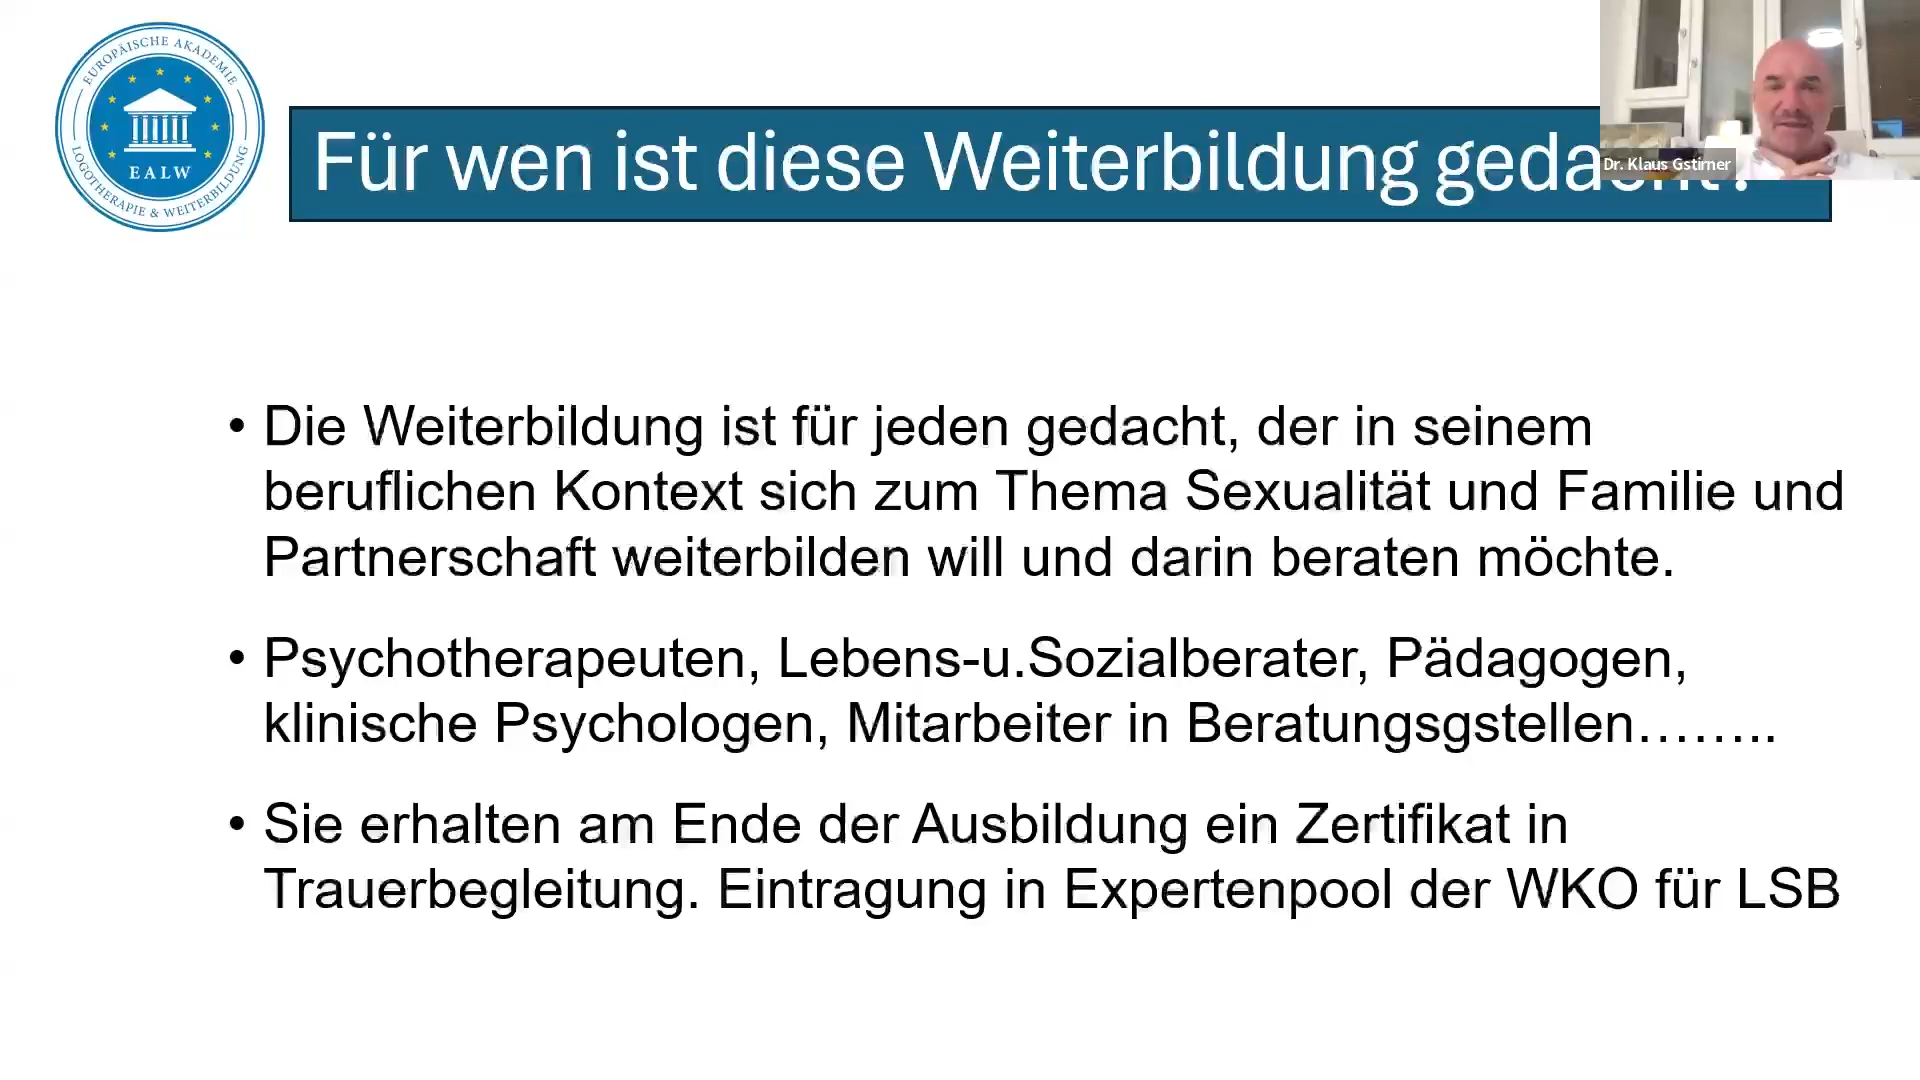 EUROPÄISCHE AKADEMIE
EALW
LOGOTHERAPIE & WEITERBILDUNG
Für wen ist diese Weiterbildung gedacht?
Dr. Klaus Gstirner
• Die Weiterbildung ist für jeden gedacht, der in seinem
beruflichen Kontext sich zum Thema Sexualität und Familie und
Partnerschaft weiterbilden will und darin beraten möchte.
• Psychotherapeuten, Lebens-u.Sozialberater, Pädagogen,
klinische Psychologen, Mitarbeiter in Beratungsgstellen……..
• Sie erhalten am Ende der Ausbildung ein Zertifikat in
Trauerbegleitung. Eintragung in Expertenpool der WKO für LSB